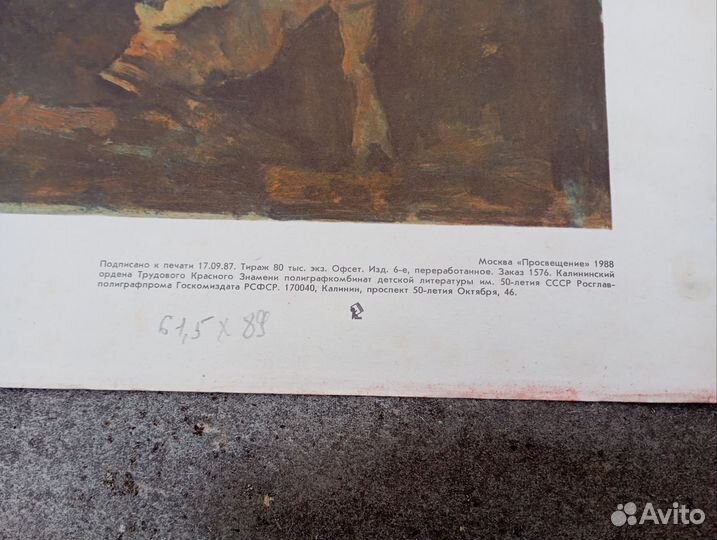 Москва «Просвещение» 1988
Подписано к печати 17.09.87. Тираж 80 тыс. экз. Офсет. Изд. 6-е, переработанное. Заказ 1576. Калининский
ордена Трудового Красного Знамени полиграфкомбинат детской литературы им. 50-летия СССР Росглав-
полиграфпрома Госкомиздата РСФСР. 170040, Калинин, проспект 50-летия Октября, 46.
61,5 х 89
Avito